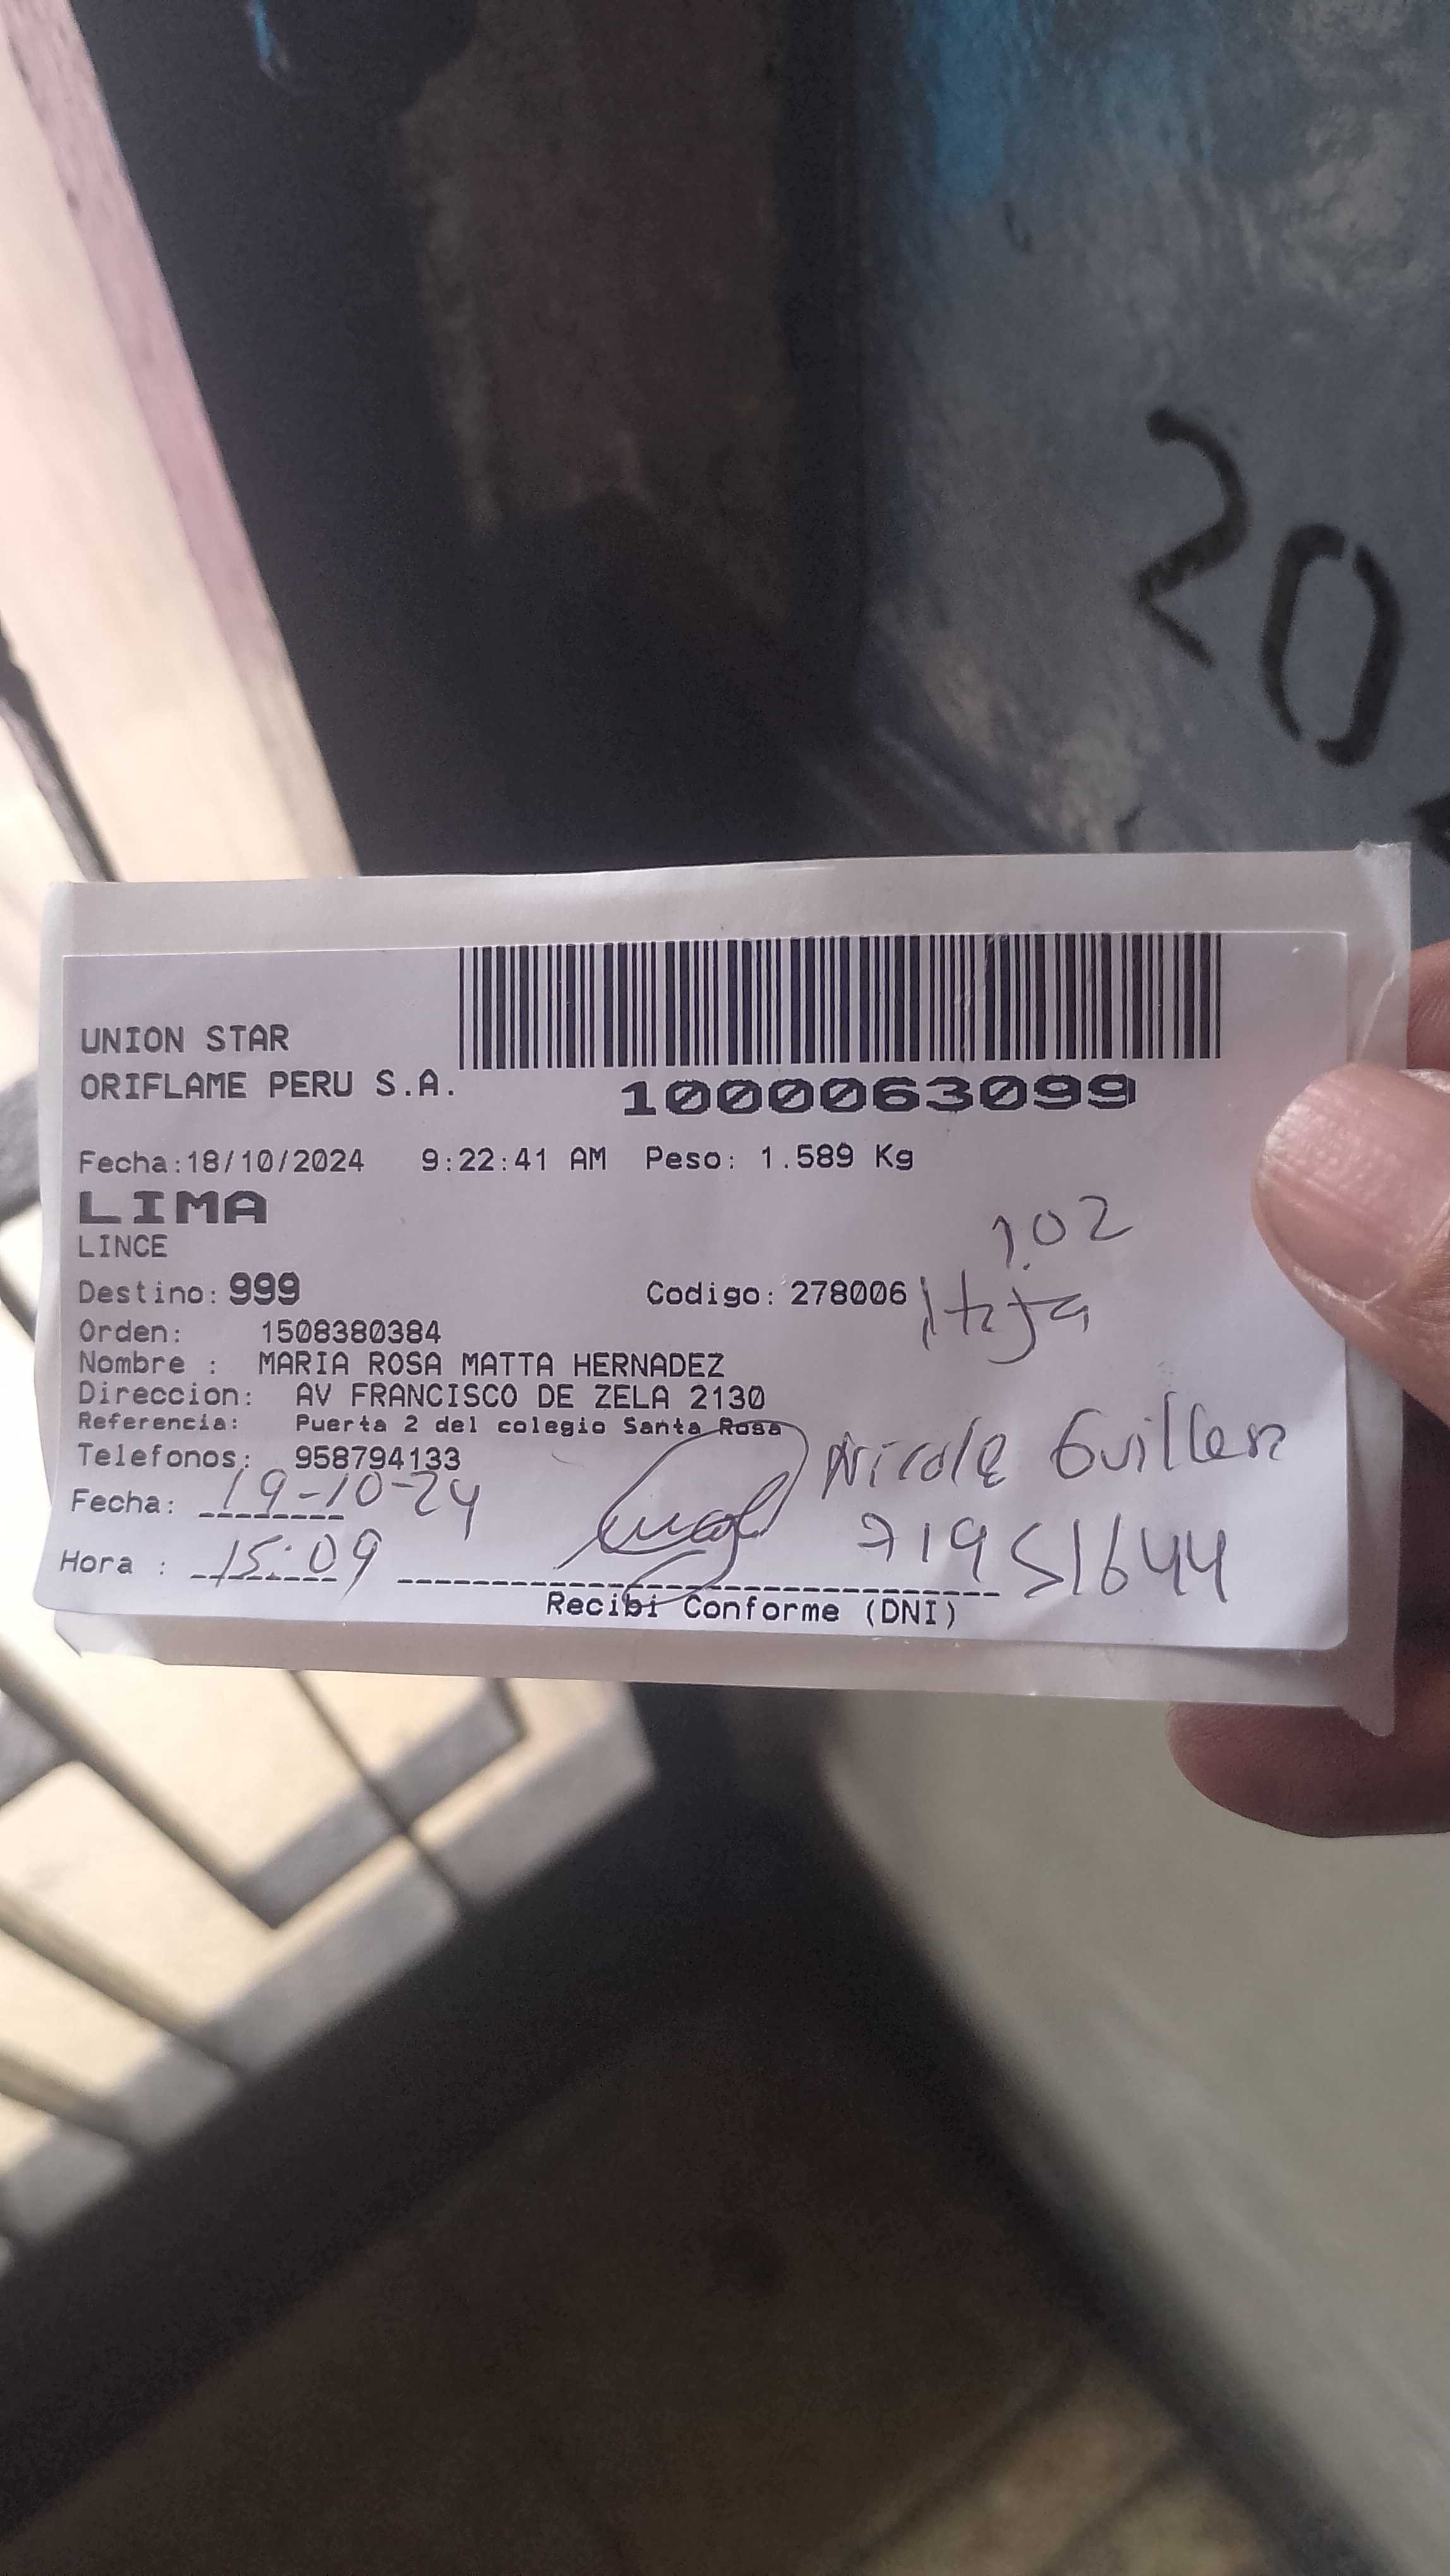 20
UNION STAR
ORIFLAME PERU S.A.
1000063099
Fecha:18/10/2024 9:22:41 AM Peso: 1.589 Kg
LIMA
LINCE
1.02
Destino: 999 Codigo: 278006
Orden: 1508380384
Nombre : MARIA ROSA MATTA HERNADEZ
Direccion: AV FRANCISCO DE ZELA 2130
Referencia: Puerta 2 del colegio Santa Rosa
Telefonos: 958794133
Nicole Guillen
Fecha: 19-10-24
71951644
Hora : 15:09
Recibi Conforme (DNI)